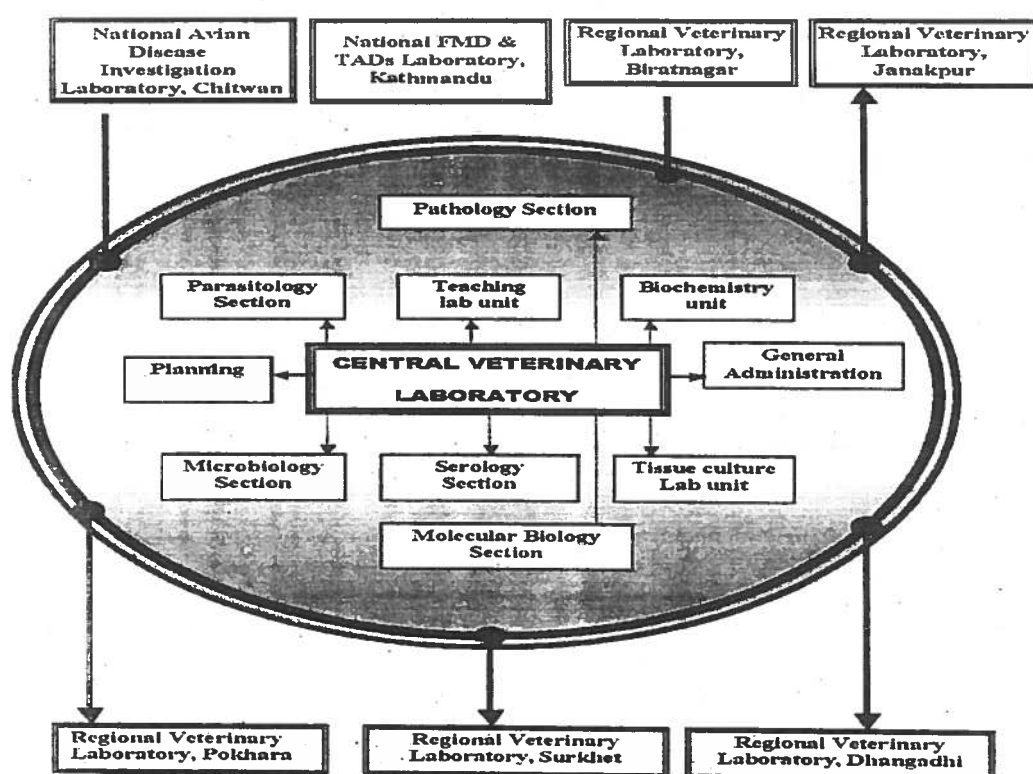 National Avian
Disease
Investigation
Laboratory, Chitwan
National FMD &
TADs Laboratory,
Kathmandu
Regional Veterinary
Laboratory,
Biratnagar
Regional Veterinary
Laboratory,
Janakpur
Pathology Section
Parasitology
Section
Teaching
lab unit
Biochemistry
unit
Planning
CENTRAL VETERINARY
LABORATORY
General
Administration
Microbiology
Section
Serology
Section
Tissue culture
Lab unit
Molecular Biology
Section
Regional Veterinary
Laboratory, Pokhara
Regional Veterinary
Laboratory, Surkhet
Regional Veterinary
Laboratory, Dhangadhi